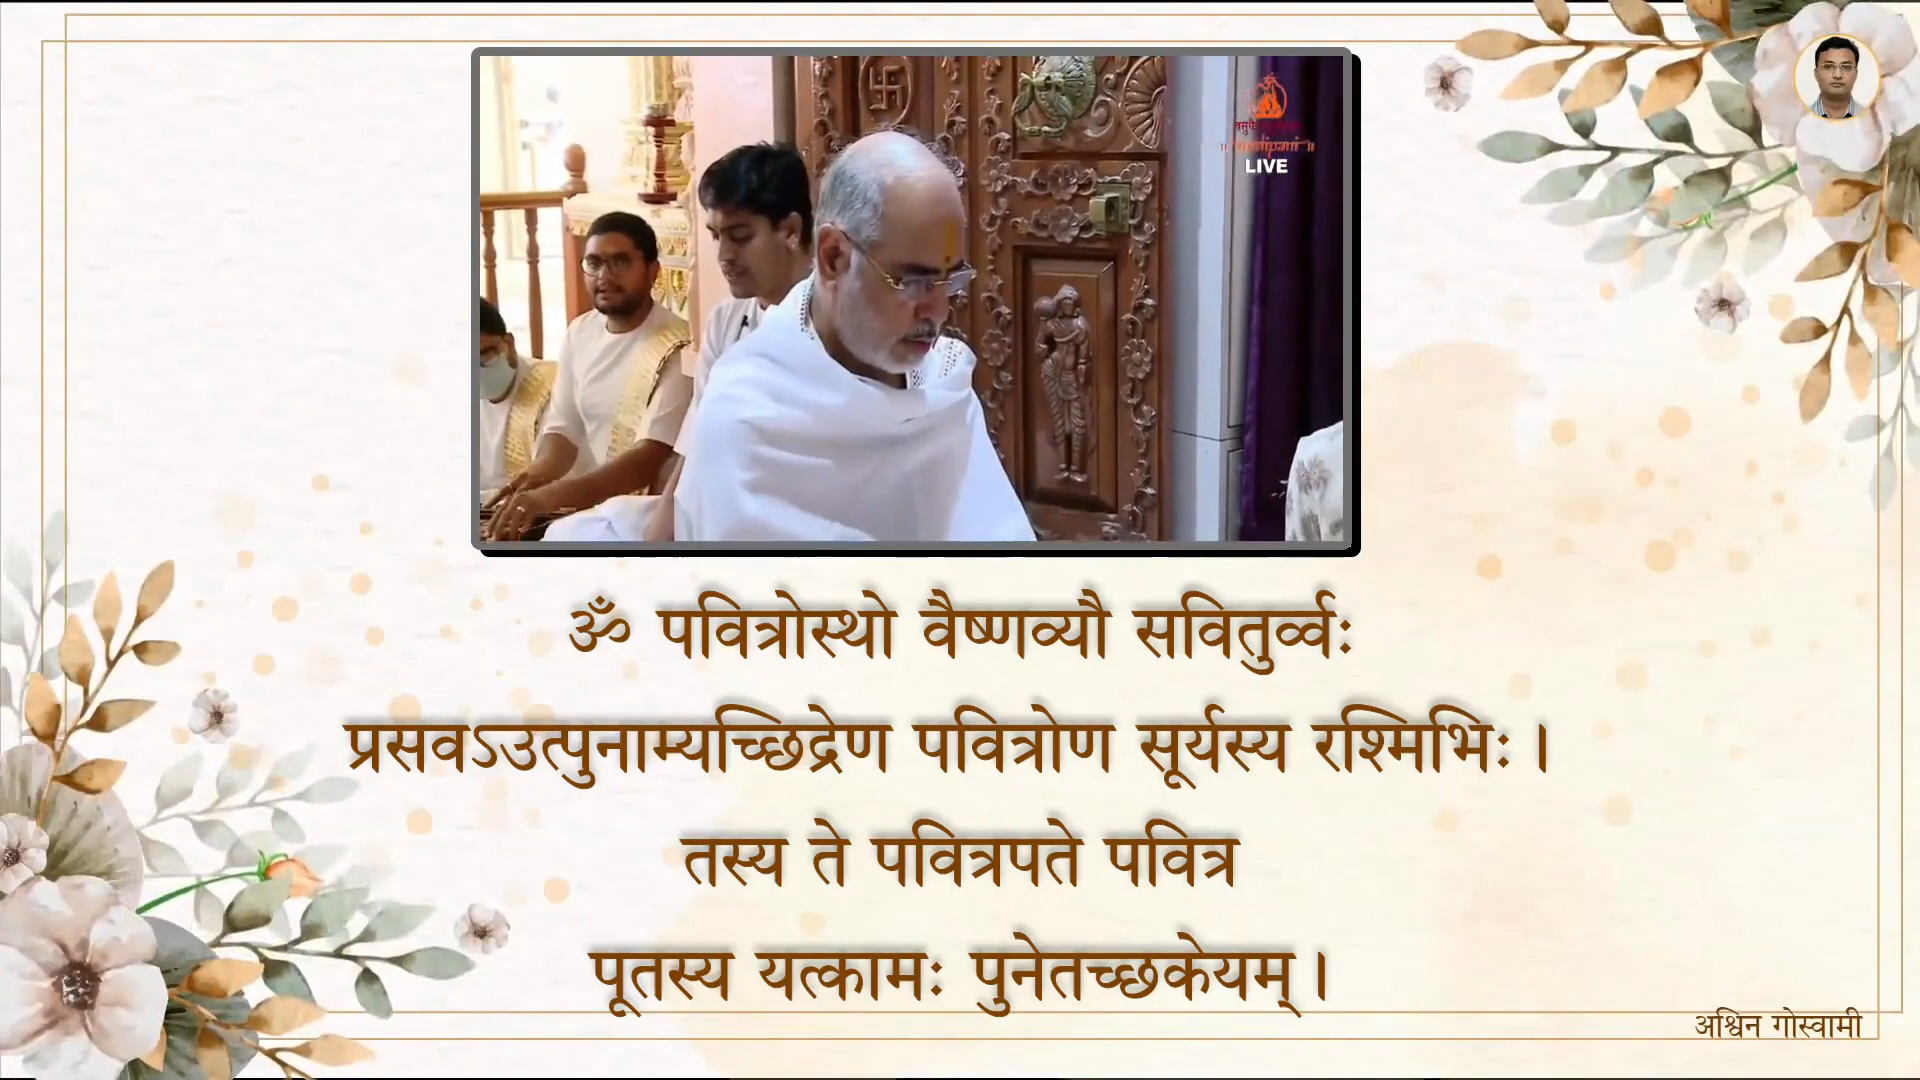 LIVE
ॐ पवित्रोस्थो वैष्णव्यौ सवितुर्व्वः
प्रसवऽउत्पुनाम्यच्छिद्रेण पवित्रोण सूर्यस्य रश्मिभिः ।
तस्य ते पवित्रपते पवित्र
पूतस्य यत्कामः पुनेतच्छकेयम् ।
अश्विन गोस्वामी